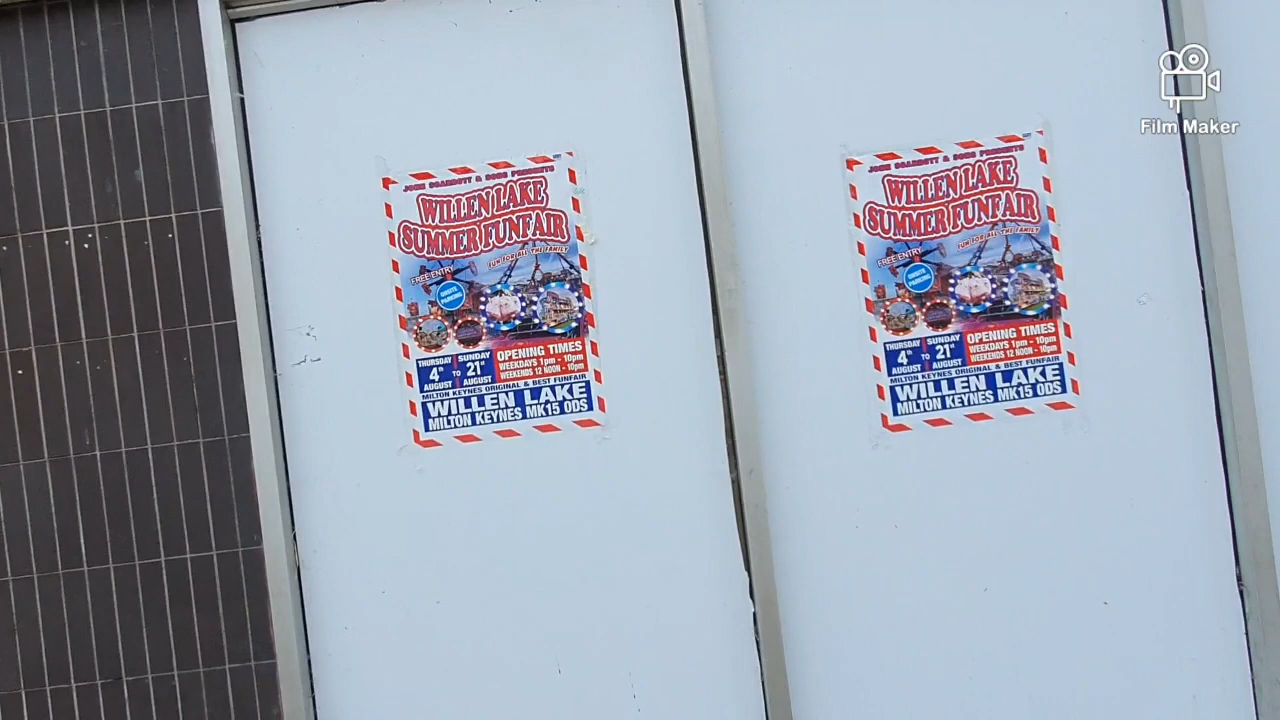 Film Maker
JOHN SCARROTT & SONS PRESENTS
WILLEN LAKE
SUMMER FUNFAIR
FUN FOR ALL THE FAMILY
FREE ENTRY
ONSITE
PARKING
THURSDAY
4th
AUGUST
TO
SUNDAY
21st
AUGUST
OPENING TIMES
WEEKDAYS 1pm - 10pm
WEEKENDS 12 NOON - 10pm
MILTON KEYNES ORIGINAL & BEST FUNFAIR
WILLEN LAKE
MILTON KEYNES MK15 0DS
JOHN SCARROTT & SONS PRESENTS
WILLEN LAKE
SUMMER FUNFAIR
FUN FOR ALL THE FAMILY
FREE ENTRY
ONSITE
PARKING
THURSDAY
4th
AUGUST
TO
SUNDAY
21st
AUGUST
OPENING TIMES
WEEKDAYS 1pm - 10pm
WEEKENDS 12 NOON - 10pm
MILTON KEYNES ORIGINAL & BEST FUNFAIR
WILLEN LAKE
MILTON KEYNES MK15 0DS